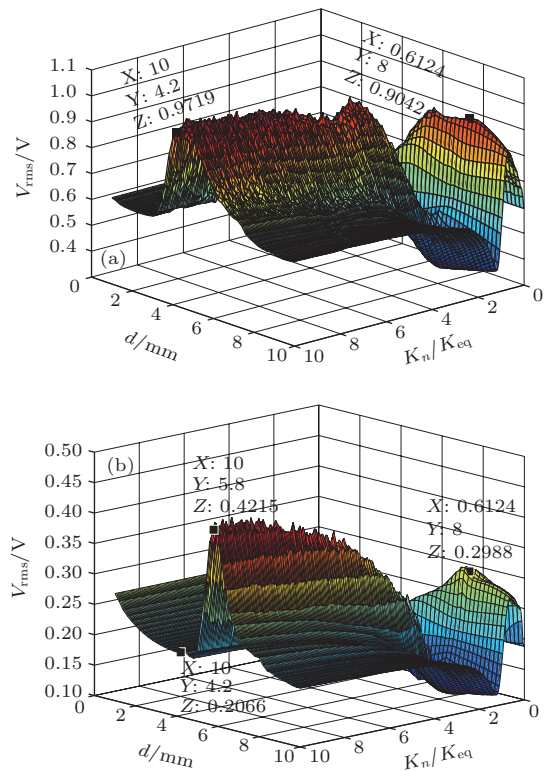 1.1
1.0
0.9
0.8
0.7
0.6
0.5
0.4
0
V_rms/V
X: 10
Y: 4.2
Z: 0.9719
X: 0.6124
Y: 8
Z: 0.9042
(a)
2
4
6
8
10
d/mm
10
8
6
4
2
0
K_n/K_eq
0.50
0.45
0.40
0.35
0.30
0.25
0.20
0.15
0.10
V_rms/V
(b)
X: 10
Y: 5.8
Z: 0.4215
X: 0.6124
Y: 8
Z: 0.2988
X: 10
Y: 4.2
Z: 0.2066
0
2
4
6
8
10
d/mm
10
8
6
4
2
0
K_n/K_eq